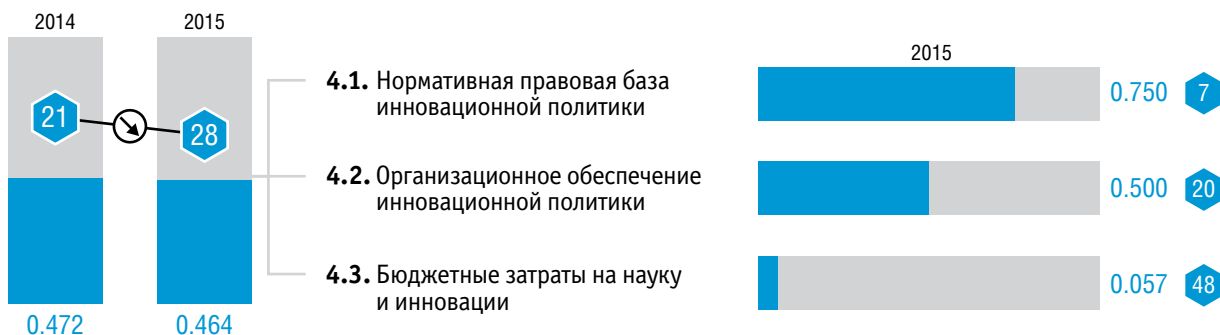 2014 2015
21
28
0.472 0.464
4.1. Нормативная правовая база
инновационной политики
4.2. Организационное обеспечение
инновационной политики
4.3. Бюджетные затраты на науку
и инновации
2015
0.750 7
0.500 20
0.057 48